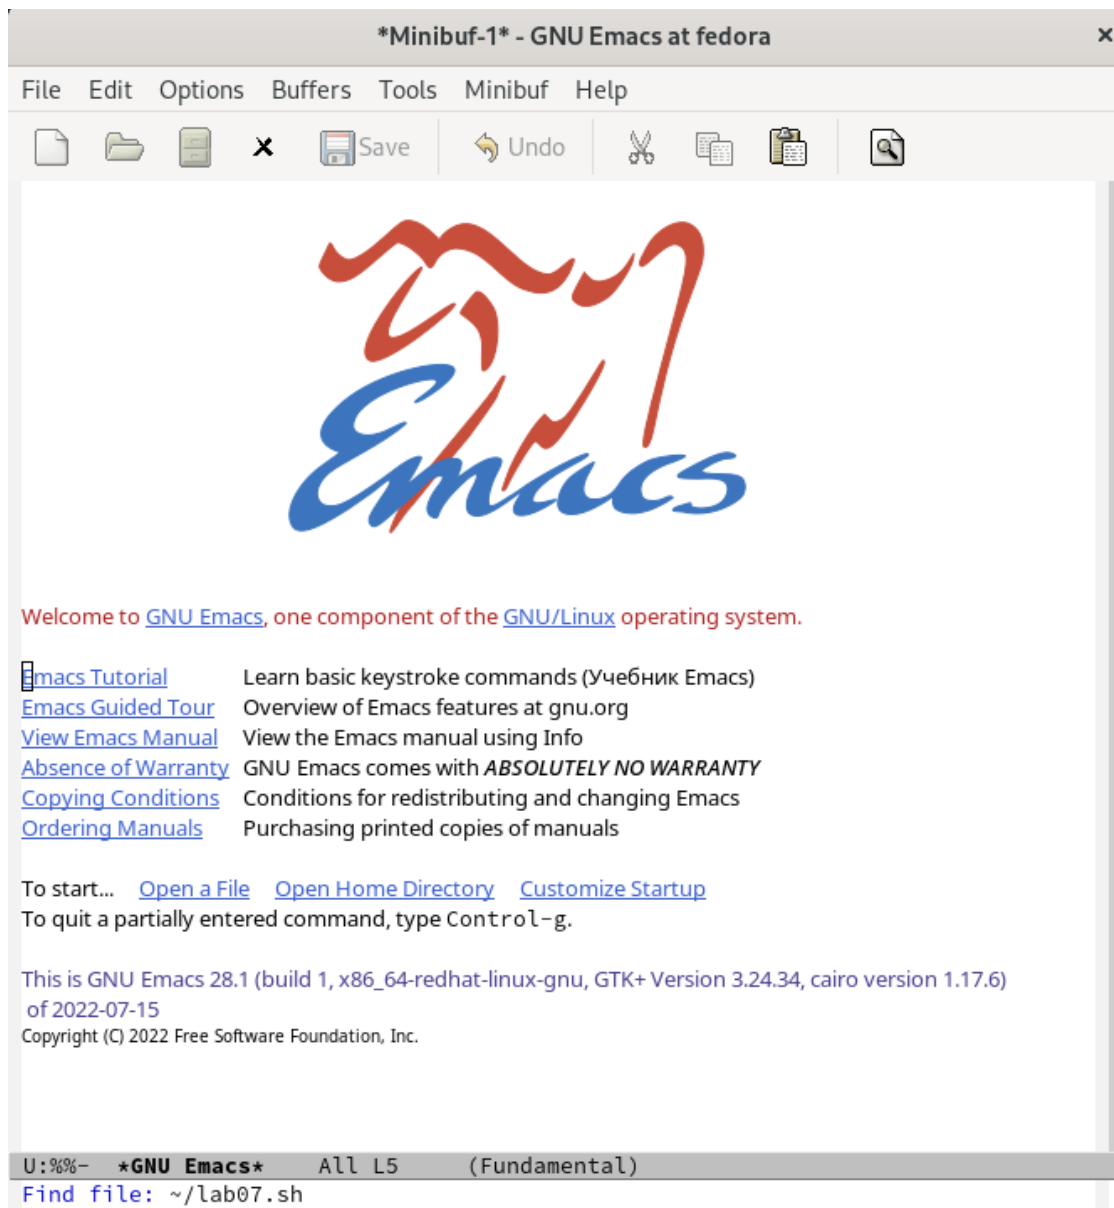 *Minibuf-1* - GNU Emacs at fedora
File Edit Options Buffers Tools Minibuf Help
Save Undo
Emacs
Welcome to GNU Emacs, one component of the GNU/Linux operating system.
Emacs Tutorial Learn basic keystroke commands (Учебник Emacs)
Emacs Guided Tour Overview of Emacs features at gnu.org
View Emacs Manual View the Emacs manual using Info
Absence of Warranty GNU Emacs comes with ABSOLUTELY NO WARRANTY
Copying Conditions Conditions for redistributing and changing Emacs
Ordering Manuals Purchasing printed copies of manuals
To start... Open a File Open Home Directory Customize Startup
To quit a partially entered command, type Control-g.
This is GNU Emacs 28.1 (build 1, x86_64-redhat-linux-gnu, GTK+ Version 3.24.34, cairo version 1.17.6)
of 2022-07-15
Copyright (C) 2022 Free Software Foundation, Inc.
U:%%- *GNU Emacs* All L5 (Fundamental)
Find file: ~/lab07.sh